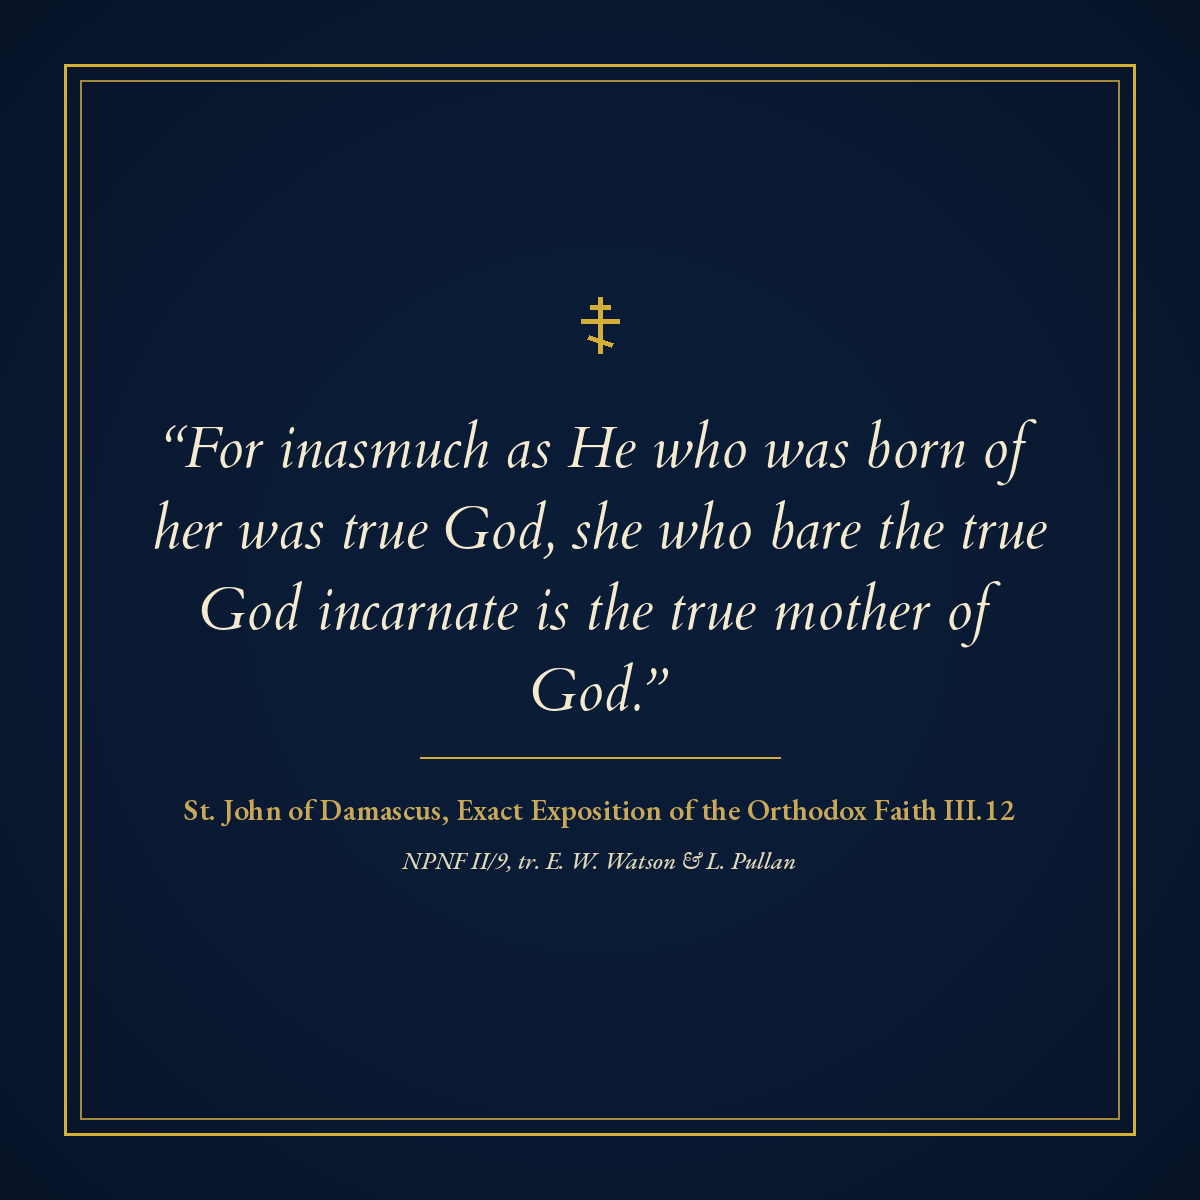 “For inasmuch as He who was born of
her was true God, she who bare the true
God incarnate is the true mother of
God.”
St. John of Damascus, Exact Exposition of the Orthodox Faith III.12
NPNF II/9, tr. E. W. Watson & L. Pullan